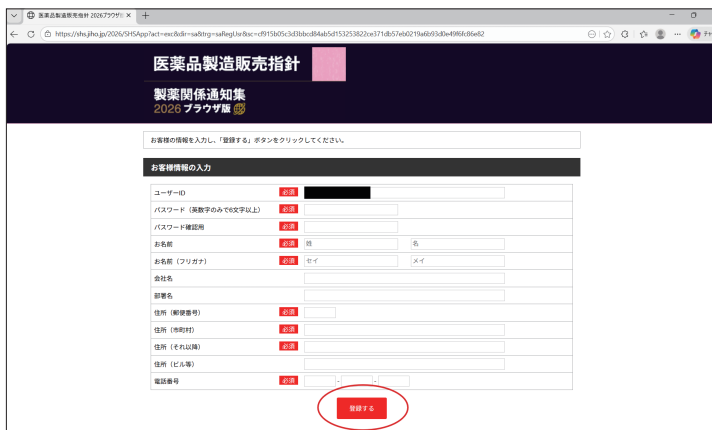 医薬品製造販売指針 2026ブラウザ
https://shs.jiho.jp/2026/SHSApp?act=exc&dir=sa&trg=saRegUsr&sc=cf915b05c3d3bbcd84ab5d153253822ce371db57eb0219a6b93d0e49f6fc86e82
医薬品製造販売指針
製薬関係通知集
2026 ブラウザ版
お客様の情報を入力し、「登録する」ボタンをクリックしてください。
お客様情報の入力
ユーザーID 必須
パスワード（英数字のみで6文字以上） 必須
パスワード確認用 必須
お名前 必須 姓 名
お名前（フリガナ） 必須 セイ メイ
会社名
部署名
住所（郵便番号） 必須
住所（市町村） 必須
住所（それ以降） 必須
住所（ビル等）
電話番号 必須 - -
登録する